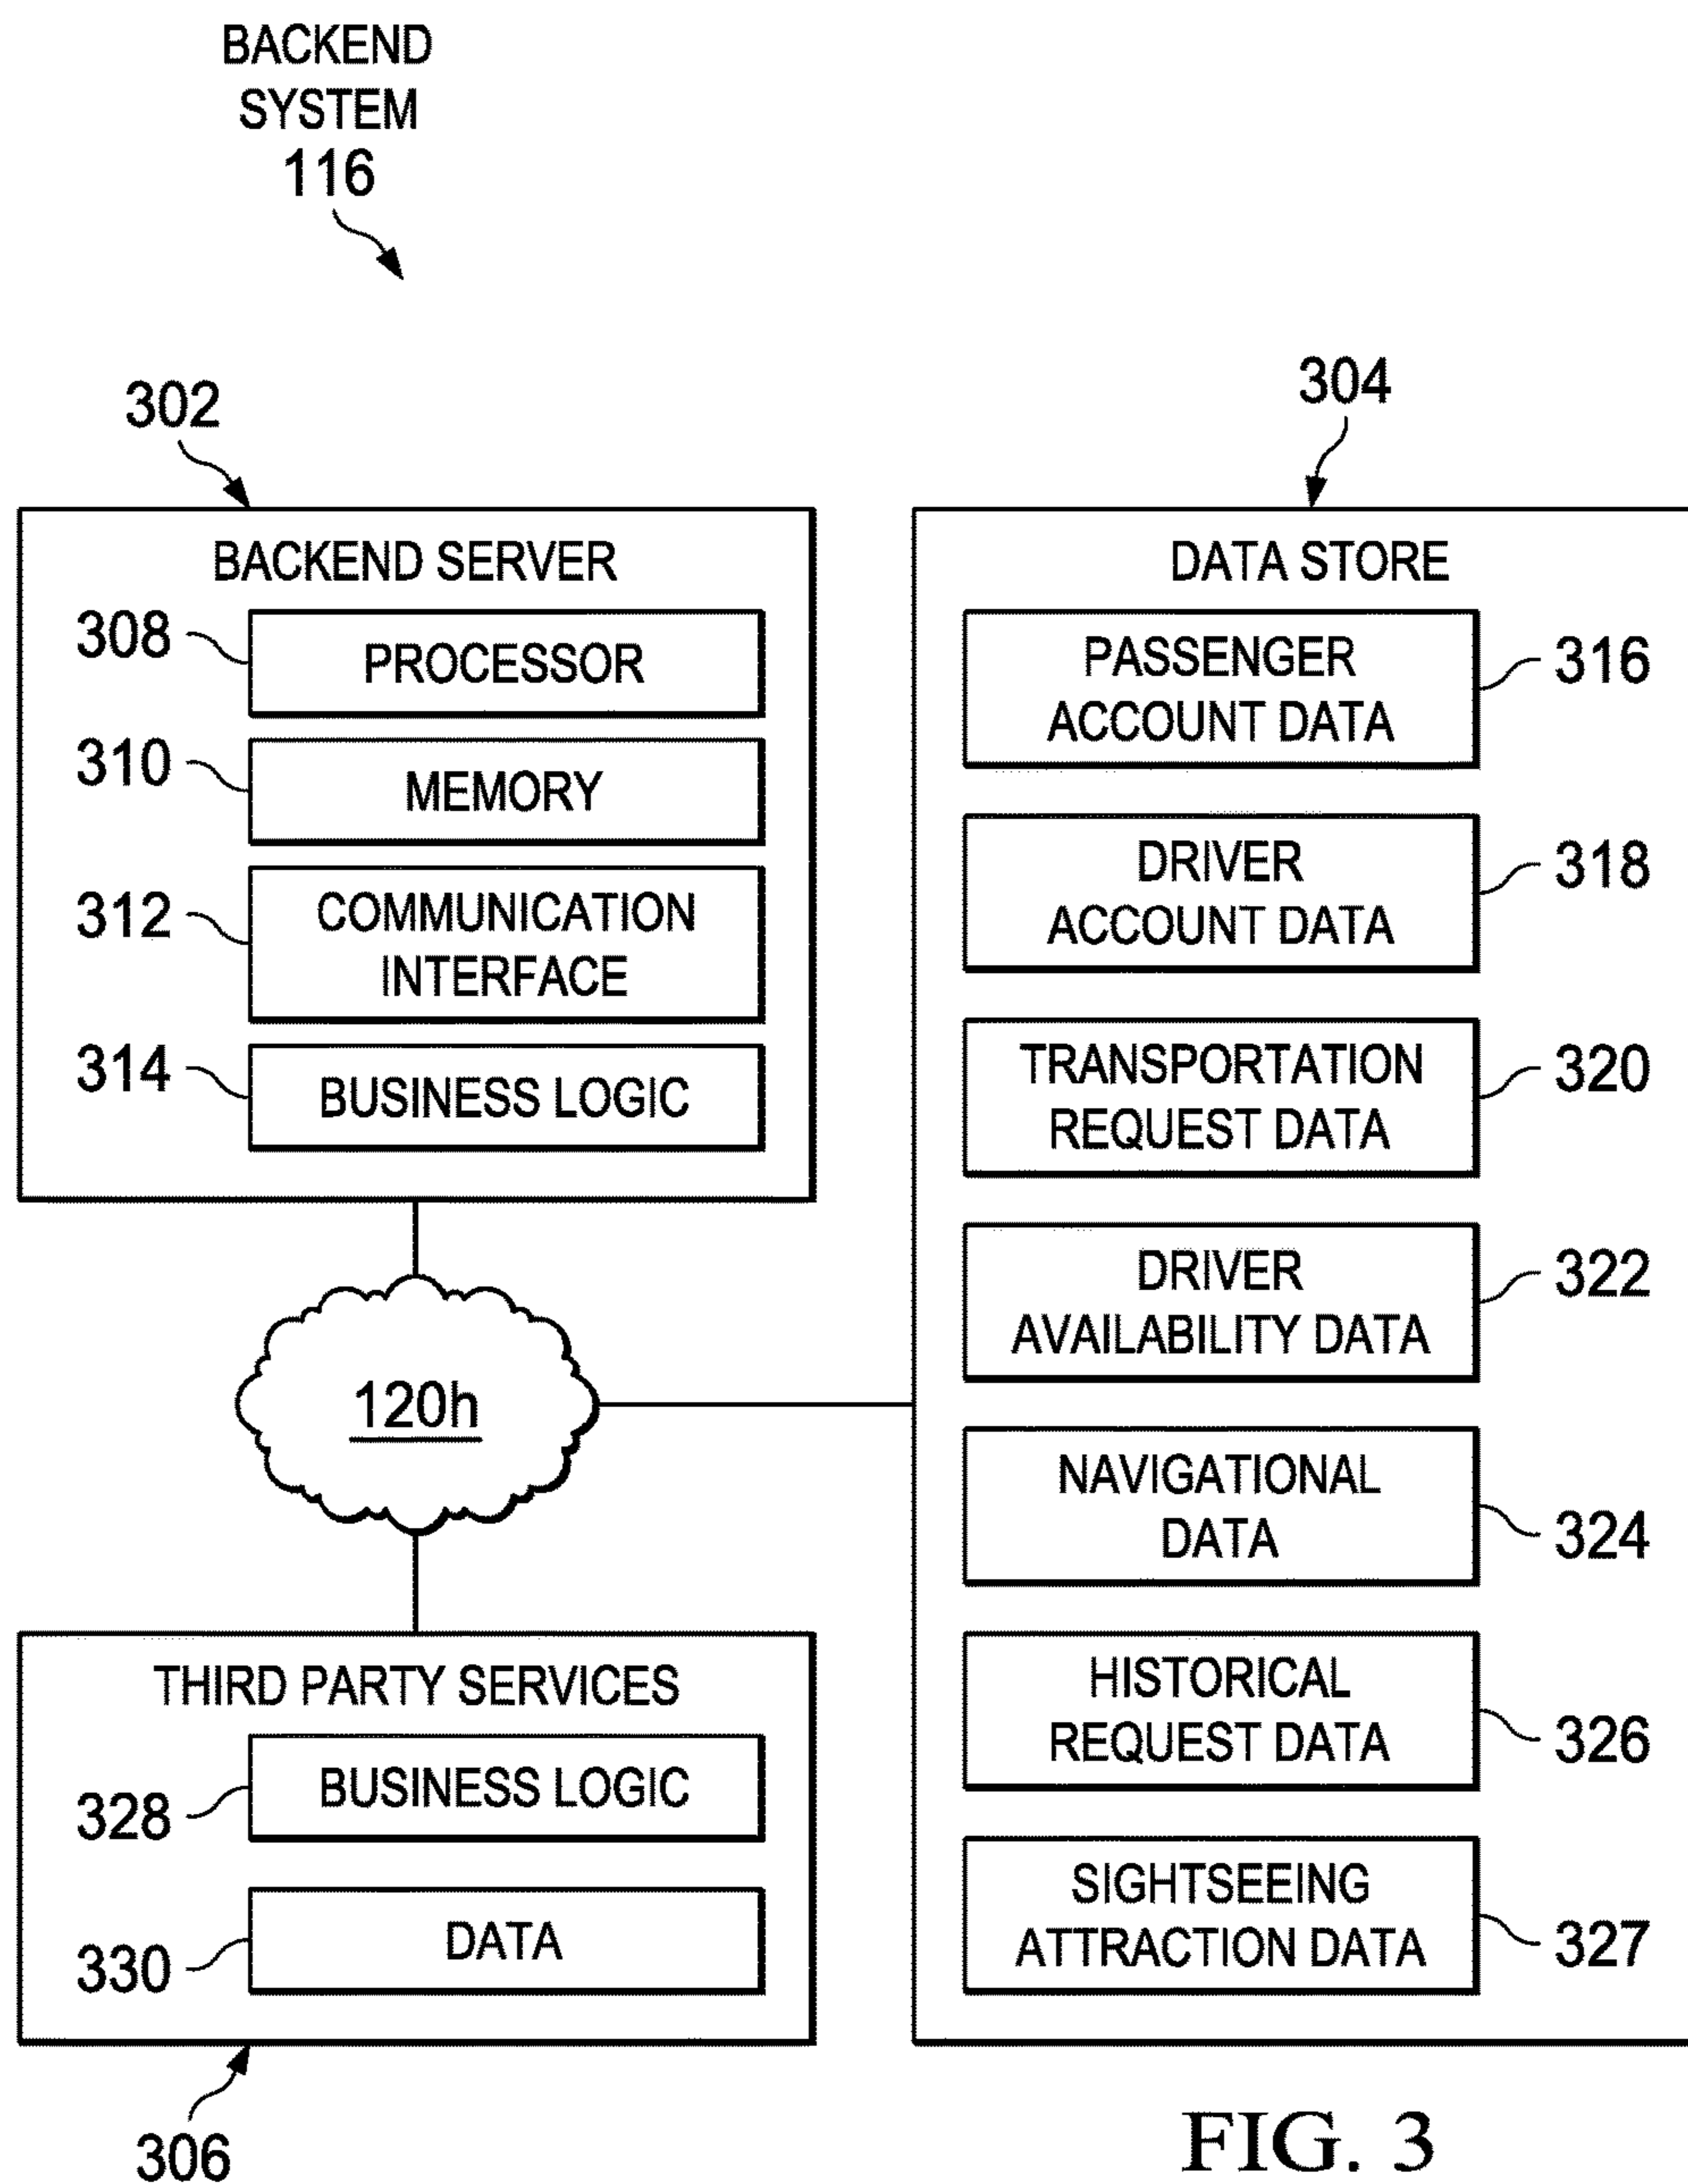 BACKEND
SYSTEM
116
302
BACKEND SERVER
308
PROCESSOR
310
MEMORY
312
COMMUNICATION
INTERFACE
314
BUSINESS LOGIC
120h
THIRD PARTY SERVICES
328
BUSINESS LOGIC
330
DATA
306
304
DATA STORE
PASSENGER
ACCOUNT DATA
316
DRIVER
ACCOUNT DATA
318
TRANSPORTATION
REQUEST DATA
320
DRIVER
AVAILABILITY DATA
322
NAVIGATIONAL
DATA
324
HISTORICAL
REQUEST DATA
326
SIGHTSEEING
ATTRACTION DATA
327
FIG. 3